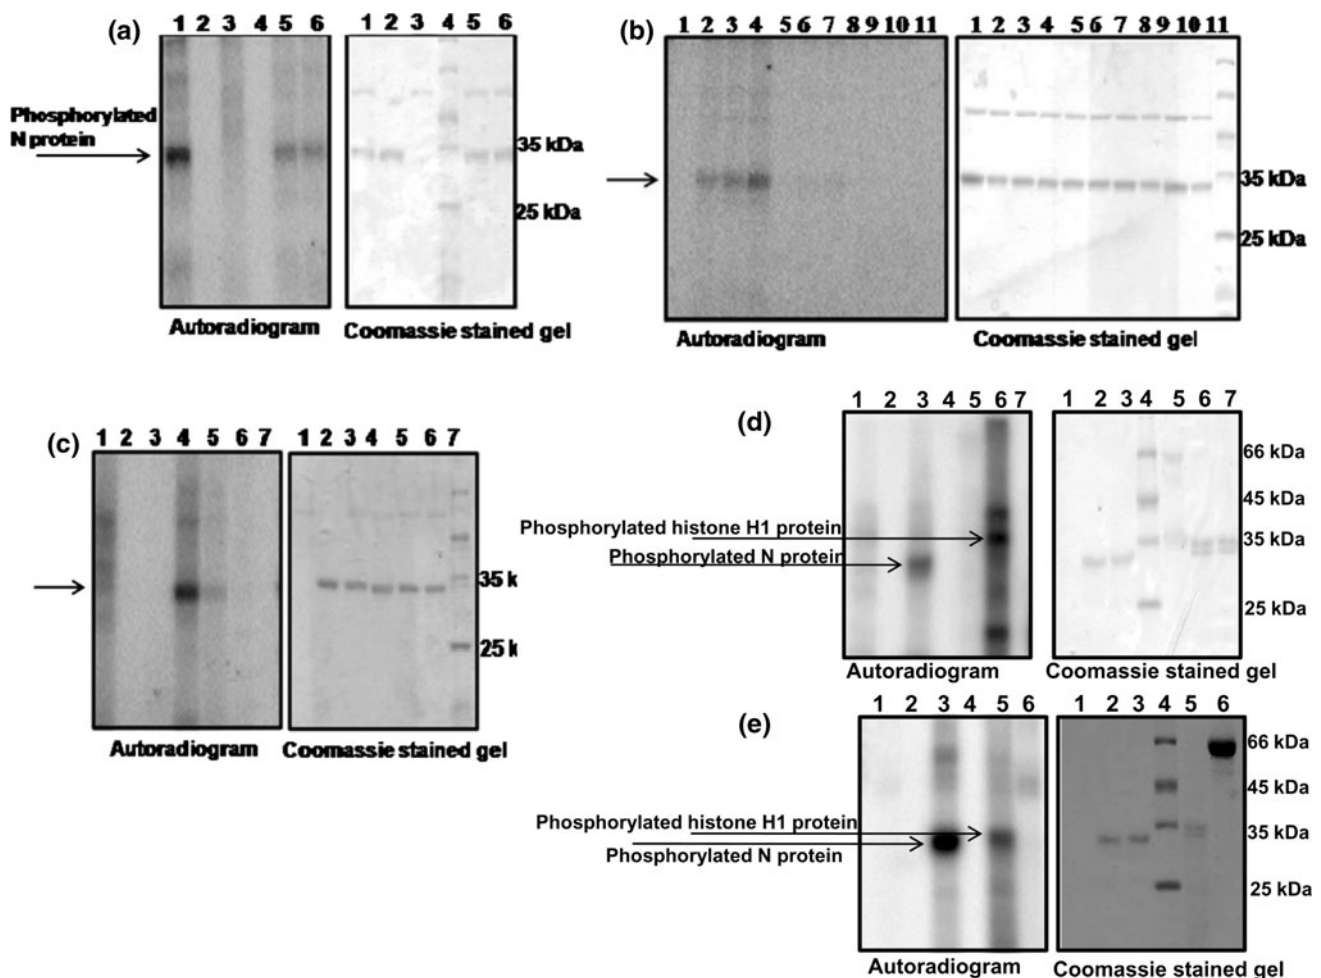 (a)
1 2 3 4 5 6
1 2 3 4 5 6
Phosphorylated
N protein
35 kDa
25 kDa
Autoradiogram
Coomassie stained gel
(b)
1 2 3 4 5 6 7 8 9 10 11
1 2 3 4 5 6 7 8 9 10 11
35 kDa
25 kDa
Autoradiogram
Coomassie stained gel
(c)
1 2 3 4 5 6 7
1 2 3 4 5 6 7
35 k
25 k
Autoradiogram
Coomassie stained gel
(d)
1 2 3 4 5 6 7
1 2 3 4 5 6 7
66 kDa
45 kDa
Phosphorylated histone H1 protein
35 kDa
Phosphorylated N protein
25 kDa
Autoradiogram
Coomassie stained gel
(e)
1 2 3 4 5 6
1 2 3 4 5 6
66 kDa
45 kDa
Phosphorylated histone H1 protein
35 kDa
Phosphorylated N protein
25 kDa
Autoradiogram
Coomassie stained gel